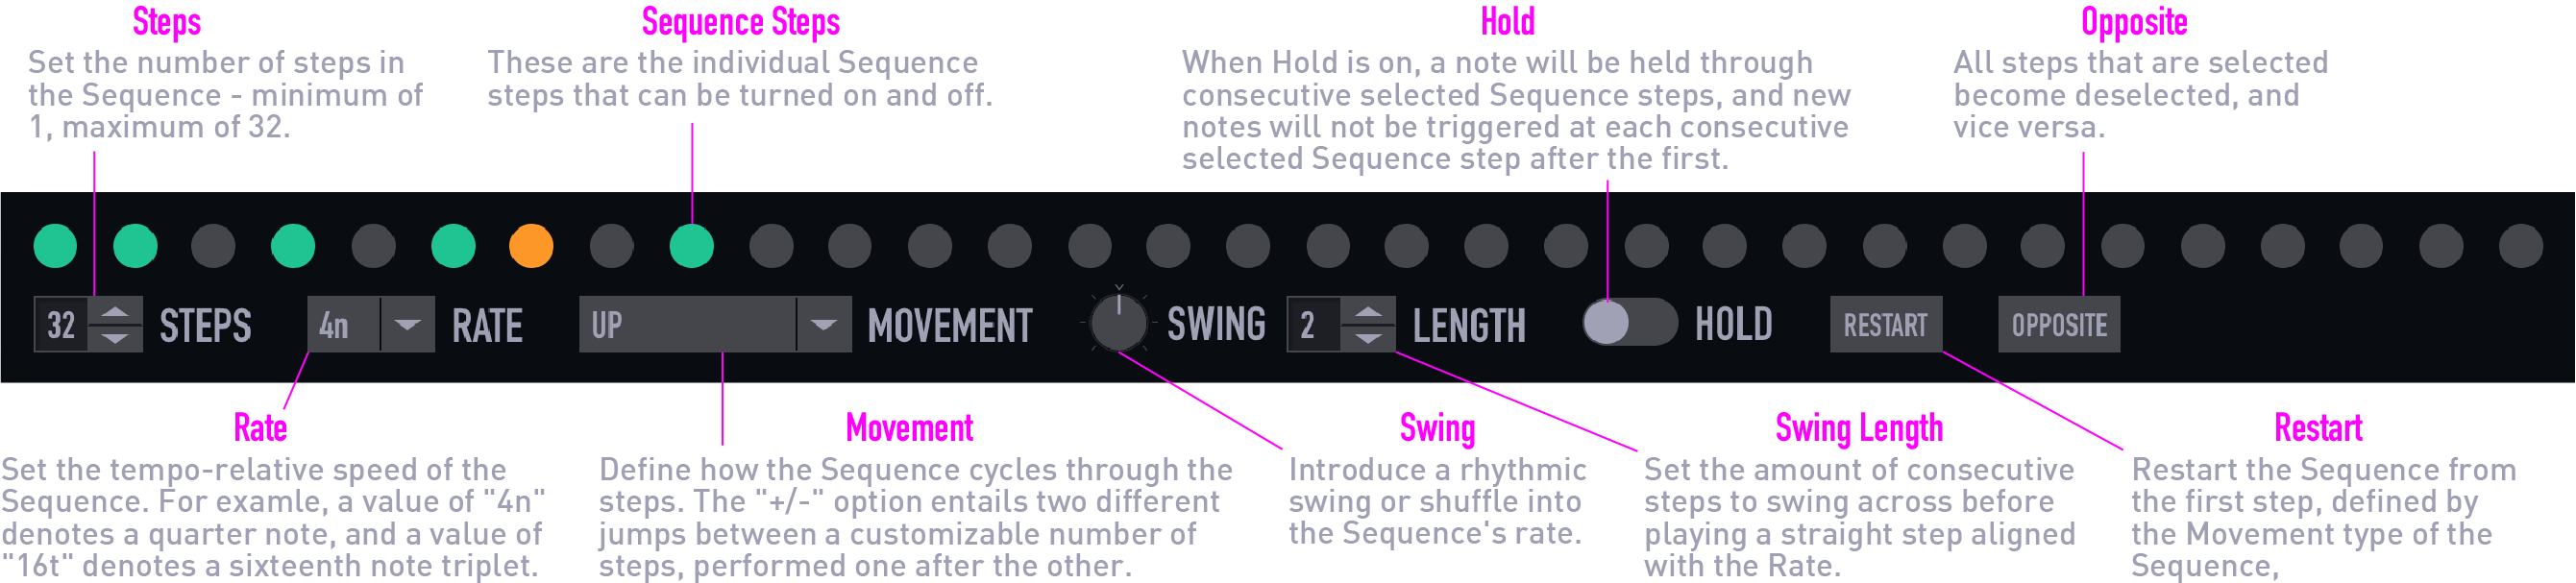 Steps
Set the number of steps in
the Sequence - minimum of
1, maximum of 32.
Sequence Steps
These are the individual Sequence
steps that can be turned on and off.
Hold
When Hold is on, a note will be held through
consecutive selected Sequence steps, and new
notes will not be triggered at each consecutive
selected Sequence step after the first.
Opposite
All steps that are selected
become deselected, and
vice versa.
32 STEPS 4n RATE UP MOVEMENT SWING 2 LENGTH HOLD RESTART OPPOSITE
Rate
Set the tempo-relative speed of the
Sequence. For examle, a value of "4n"
denotes a quarter note, and a value of
"16t" denotes a sixteenth note triplet.
Movement
Define how the Sequence cycles through the
steps. The "+/-" option entails two different
jumps between a customizable number of
steps, performed one after the other.
Swing
Introduce a rhythmic
swing or shuffle into
the Sequence's rate.
Swing Length
Set the amount of consecutive
steps to swing across before
playing a straight step aligned
with the Rate.
Restart
Restart the Sequence from
the first step, defined by
the Movement type of the
Sequence,